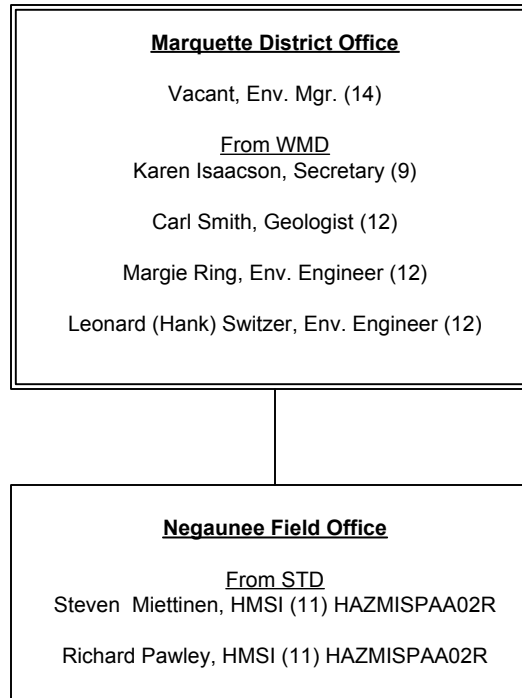 Marquette District Office
Vacant, Env. Mgr. (14)
From WMD
Karen Isaacson, Secretary (9)
Carl Smith, Geologist (12)
Margie Ring, Env. Engineer (12)
Leonard (Hank) Switzer, Env. Engineer (12)
Negaunee Field Office
From STD
Steven Miettinen, HMSI (11) HAZMISPAA02R
Richard Pawley, HMSI (11) HAZMISPAA02R